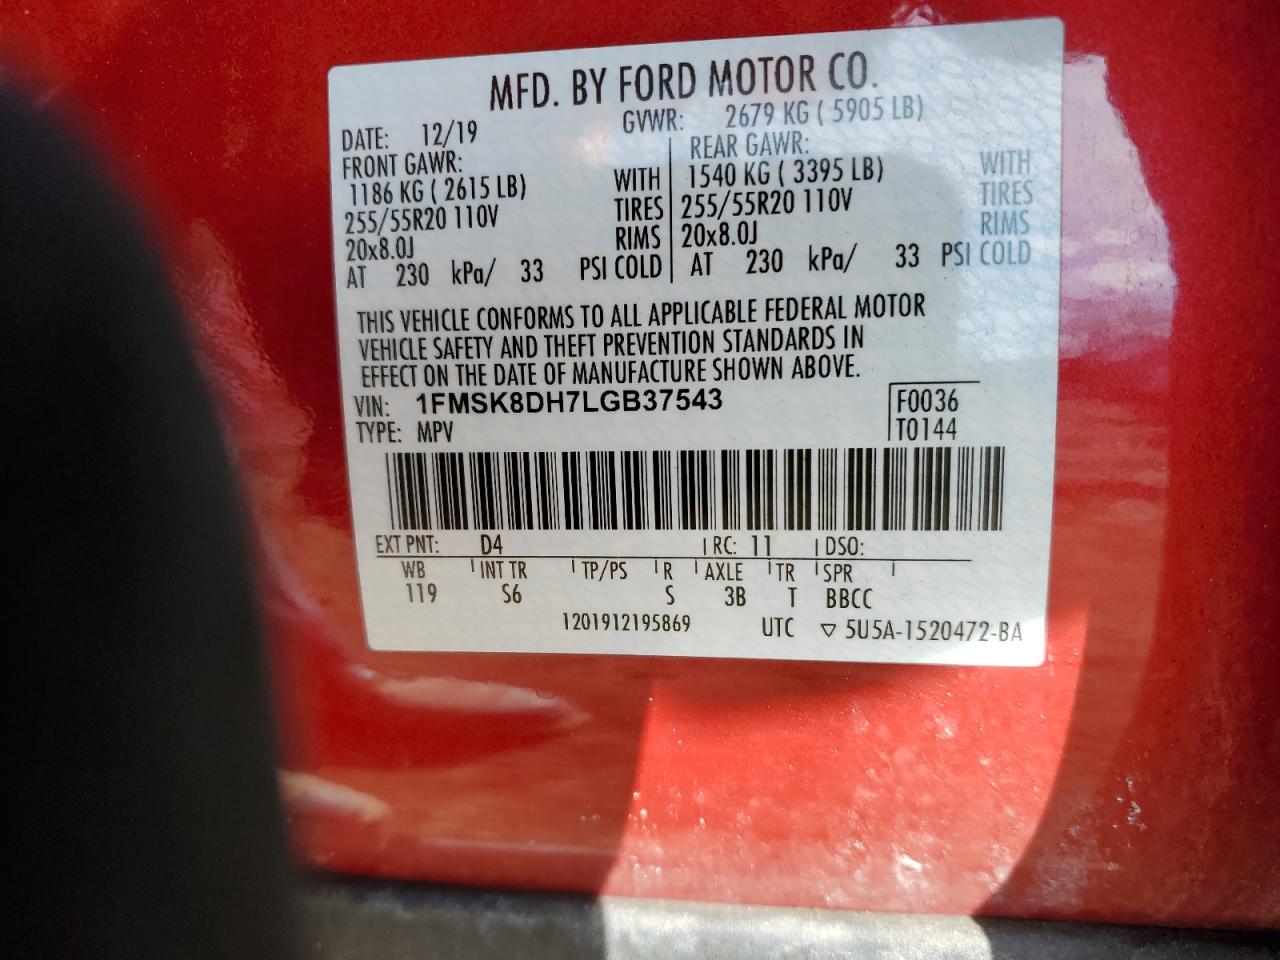 MFD. BY FORD MOTOR CO.
DATE: 12/19 GVWR: 2679 KG ( 5905 LB)
FRONT GAWR: REAR GAWR:
1186 KG ( 2615 LB) WITH 1540 KG ( 3395 LB) WITH
255/55R20 110V TIRES 255/55R20 110V TIRES
20x8.0J RIMS 20x8.0J RIMS
AT 230 kPa/ 33 PSI COLD AT 230 kPa/ 33 PSI COLD
THIS VEHICLE CONFORMS TO ALL APPLICABLE FEDERAL MOTOR
VEHICLE SAFETY AND THEFT PREVENTION STANDARDS IN
EFFECT ON THE DATE OF MANUFACTURE SHOWN ABOVE.
VIN: 1FMSK8DH7LGB37543 F0036
TYPE: MPV T0144
EXT PNT: D4 RC: 11 DSO:
WB INT TR TP/PS R AXLE TR SPR
119 S6 S 3B T BBCC
1201912195869 UTC ▽ 5U5A-1520472-BA